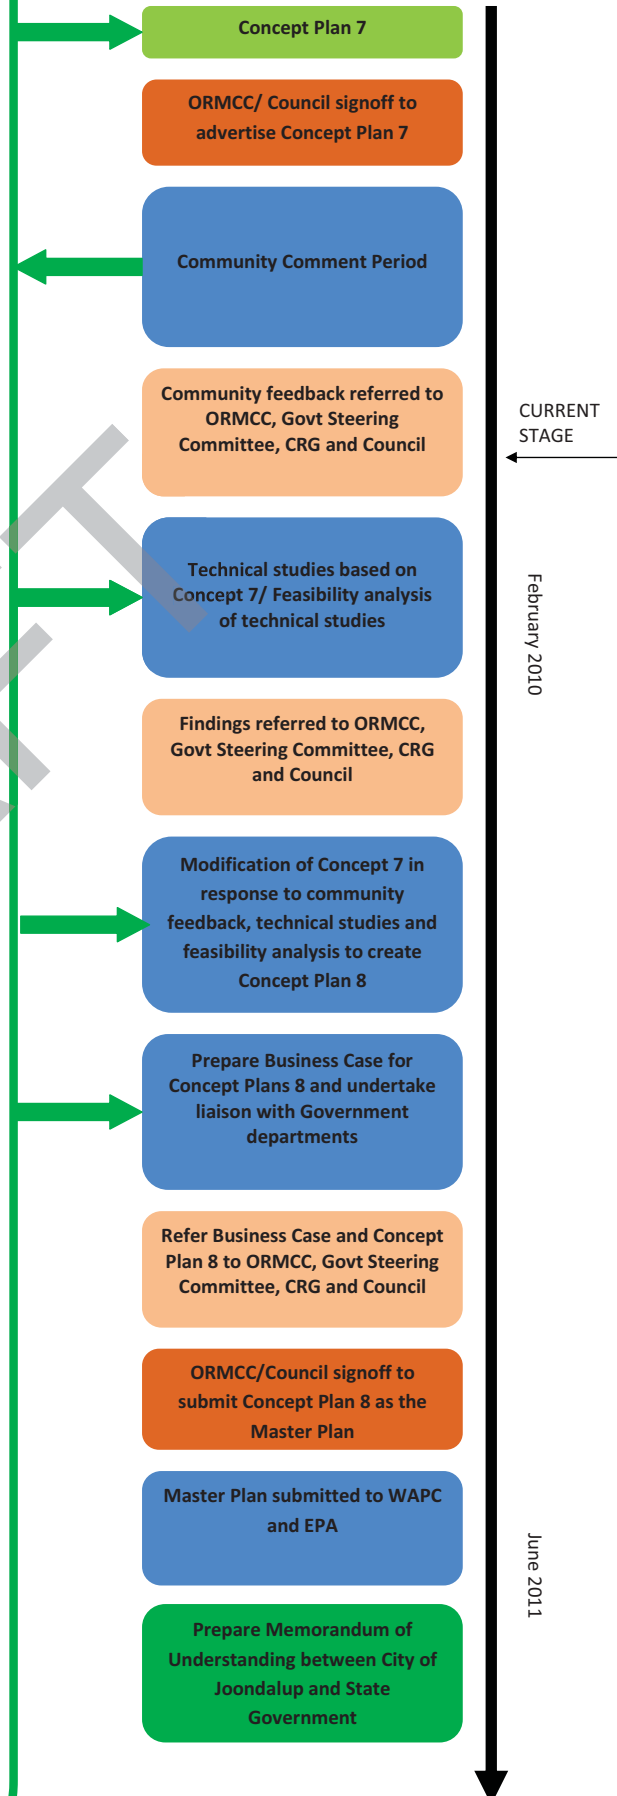 Concept Plan 7
ORMCC/ Council signoff to
advertise Concept Plan 7
Community Comment Period
Community feedback referred to
ORMCC, Govt Steering
Committee, CRG and Council
CURRENT
STAGE
Technical studies based on
Concept 7/ Feasibility analysis
of technical studies
February 2010
Findings referred to ORMCC,
Govt Steering Committee, CRG
and Council
Modification of Concept 7 in
response to community
feedback, technical studies and
feasibility analysis to create
Concept Plan 8
Prepare Business Case for
Concept Plans 8 and undertake
liaison with Government
departments
Refer Business Case and Concept
Plan 8 to ORMCC, Govt Steering
Committee, CRG and Council
ORMCC/Council signoff to
submit Concept Plan 8 as the
Master Plan
Master Plan submitted to WAPC
and EPA
June 2011
Prepare Memorandum of
Understanding between City of
Joondalup and State
Government